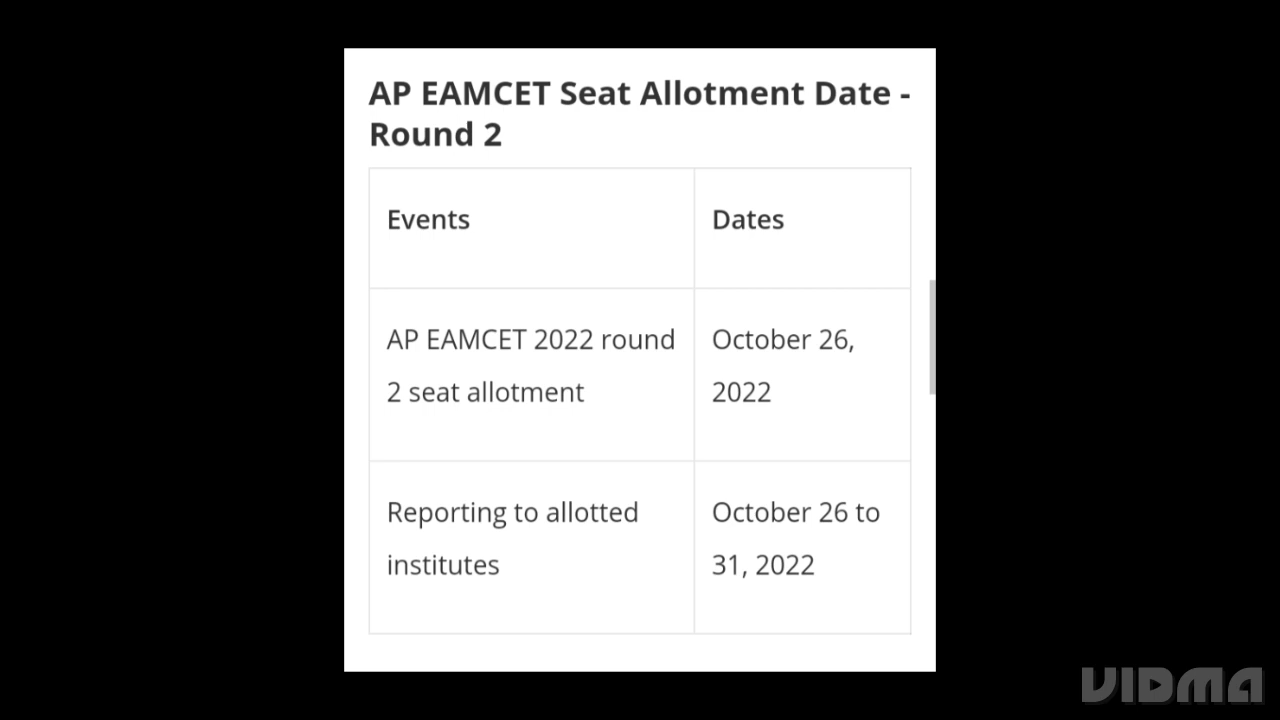 AP EAMCET Seat Allotment Date -
Round 2
Events
Dates
AP EAMCET 2022 round
2 seat allotment
October 26,
2022
Reporting to allotted
institutes
October 26 to
31, 2022
VIDMA